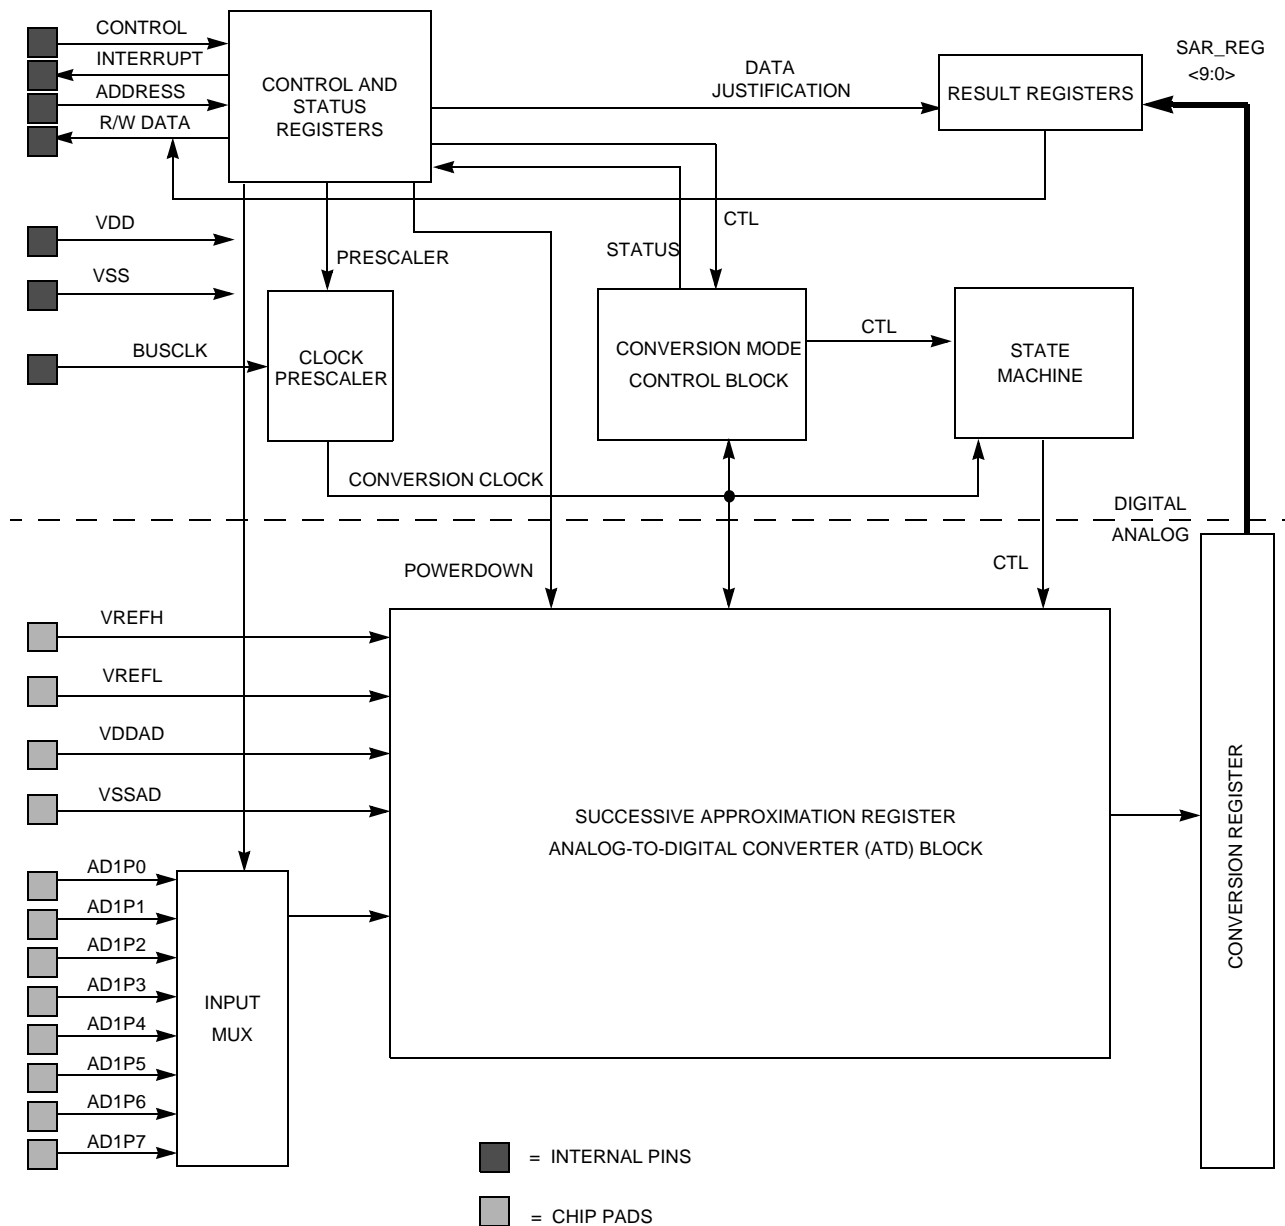 CONTROL
INTERRUPT
ADDRESS
R/W DATA
CONTROL AND
STATUS
REGISTERS
DATA
JUSTIFICATION
RESULT REGISTERS
SAR_REG
<9:0>
VDD
VSS
BUSCLK
PRESCALER
CLOCK
PRESCALER
STATUS
CTL
CONVERSION MODE
CONTROL BLOCK
CTL
STATE
MACHINE
CONVERSION CLOCK
DIGITAL
ANALOG
POWERDOWN
CTL
VREFH
VREFL
VDDAD
VSSAD
SUCCESSIVE APPROXIMATION REGISTER
ANALOG-TO-DIGITAL CONVERTER (ATD) BLOCK
CONVERSION REGISTER
AD1P0
AD1P1
AD1P2
AD1P3
AD1P4
AD1P5
AD1P6
AD1P7
INPUT
MUX
= INTERNAL PINS
= CHIP PADS